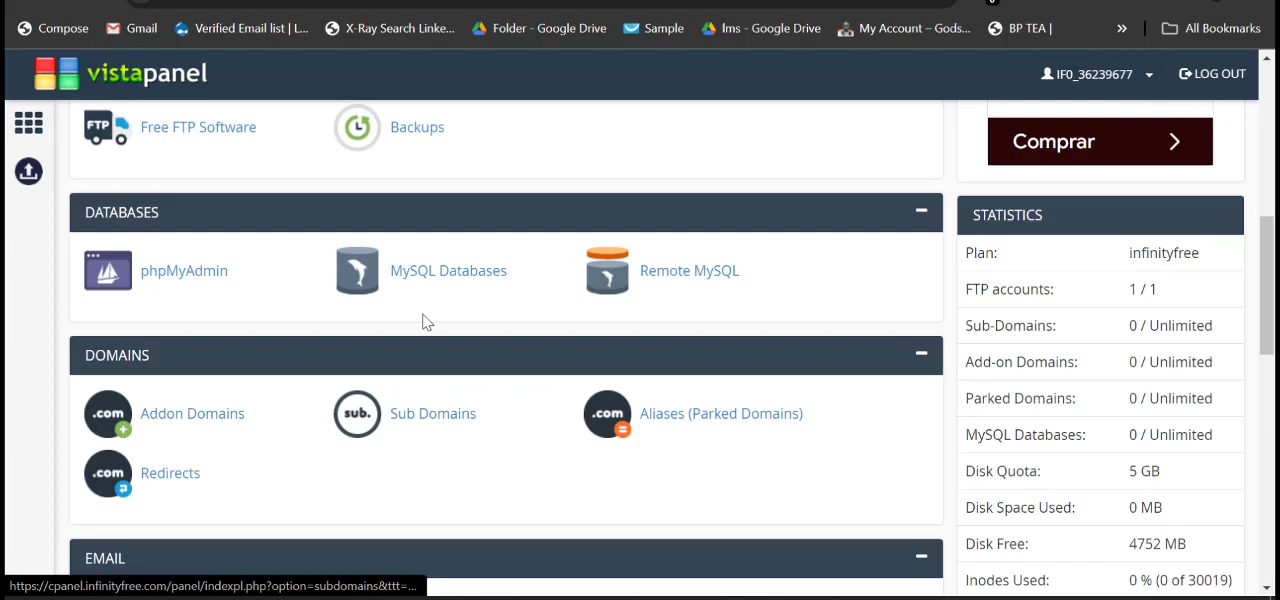 Compose
Gmail
Verified Email list | L...
X-Ray Search Linke...
Folder - Google Drive
Sample
lms - Google Drive
My Account – Gods...
BP TEA |
»
All Bookmarks
vistapanel
IF0_36239677
LOG OUT
FTP
Free FTP Software
Backups
Comprar
DATABASES
phpMyAdmin
MySQL Databases
Remote MySQL
DOMAINS
.com
Addon Domains
sub.
Sub Domains
.com
Aliases (Parked Domains)
.com
Redirects
EMAIL
STATISTICS
Plan: infinityfree
FTP accounts: 1 / 1
Sub-Domains: 0 / Unlimited
Add-on Domains: 0 / Unlimited
Parked Domains: 0 / Unlimited
MySQL Databases: 0 / Unlimited
Disk Quota: 5 GB
Disk Space Used: 0 MB
Disk Free: 4752 MB
Inodes Used: 0 % (0 of 30019)
https://cpanel.infinityfree.com/panel/indexpl.php?option=subdomains&ttt=...